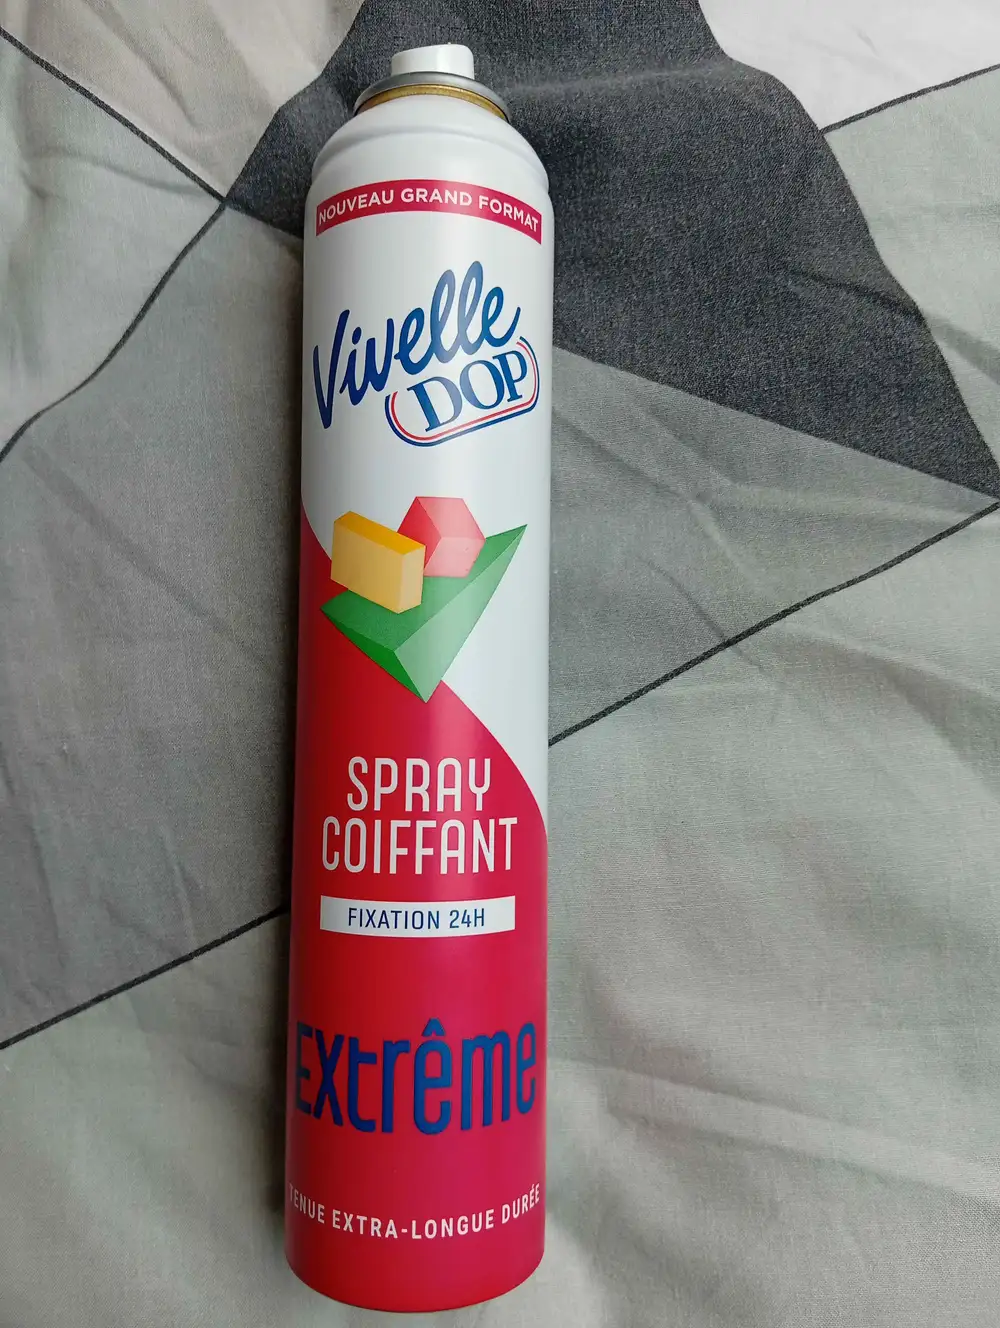 NOUVEAU GRAND FORMAT
Vivelle
DOP
SPRAY
COIFFANT
FIXATION 24H
EXtrême
TENUE EXTRA-LONGUE DURÉE